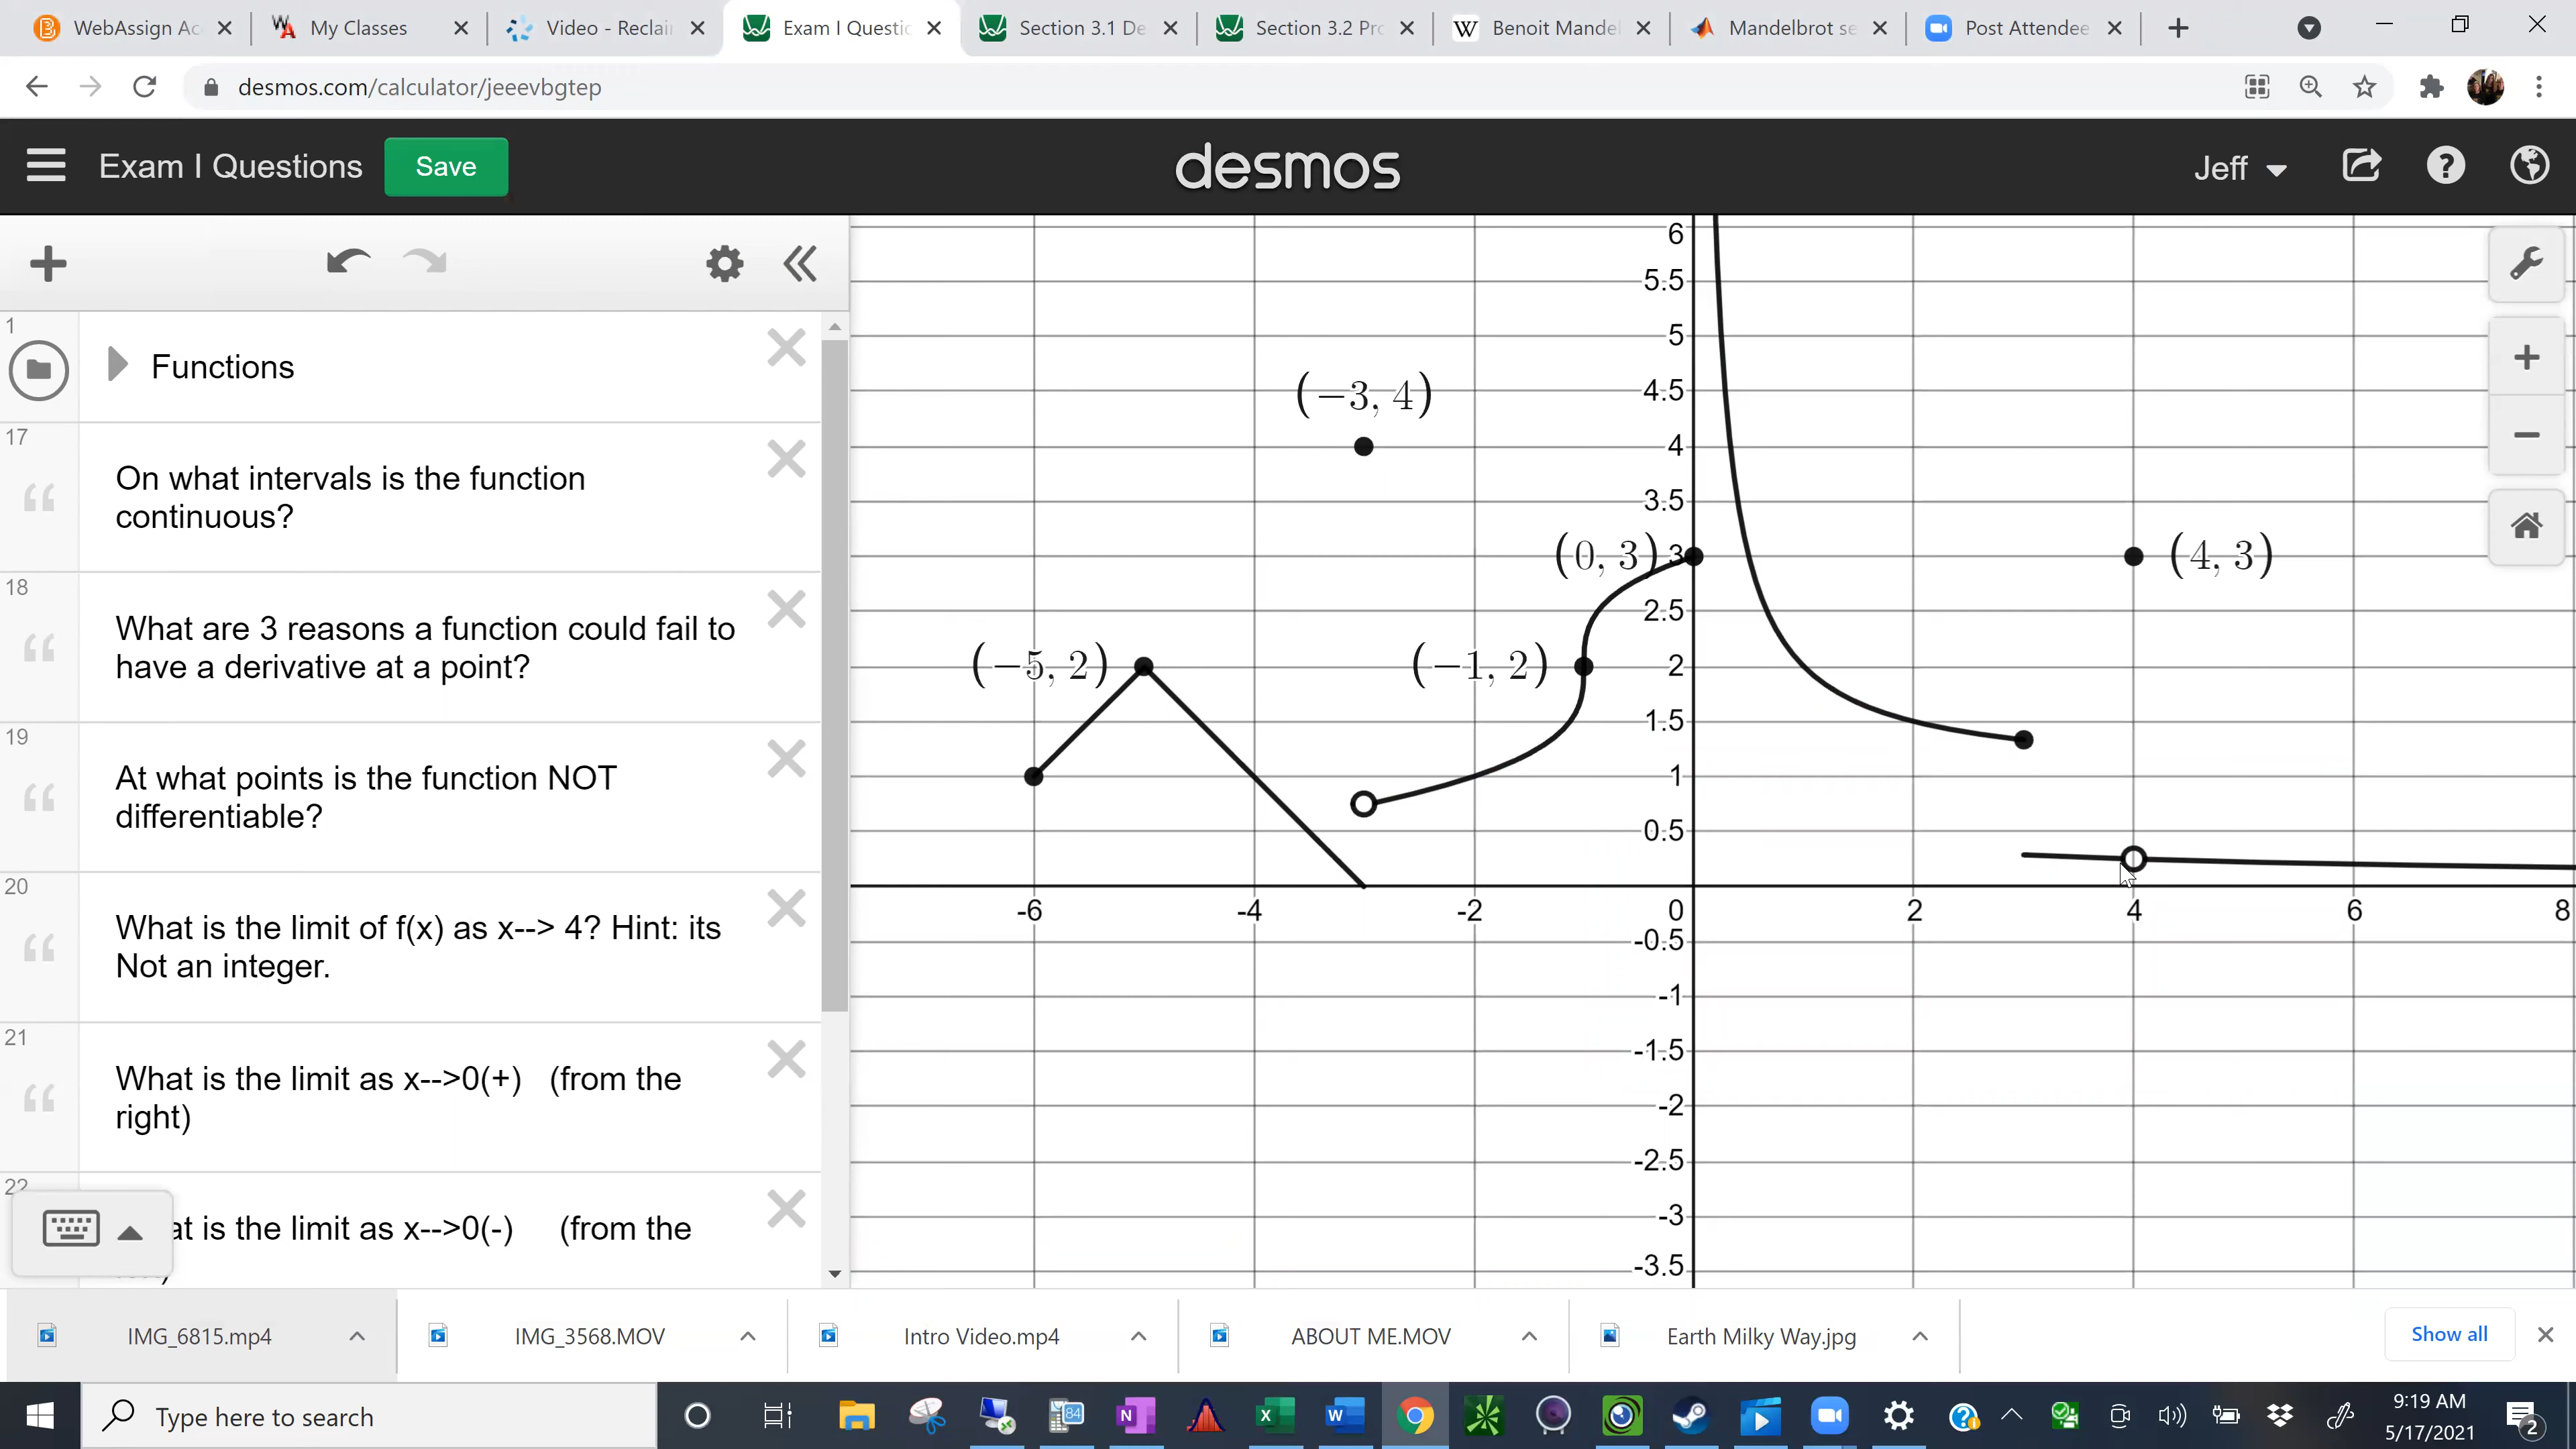 WebAssign Ac
My Classes
Video - Reclai
Exam I Questio
Section 3.1 De
Section 3.2 Pro
Benoit Mandel
Mandelbrot se
Post Attendee
desmos.com/calculator/jeeevbgtep
Exam I Questions
Save
desmos
Jeff
1
Functions
17
On what intervals is the function
continuous?
18
What are 3 reasons a function could fail to
have a derivative at a point?
19
At what points is the function NOT
differentiable?
20
What is the limit of f(x) as x--> 4? Hint: its
Not an integer.
21
What is the limit as x-->0(+) (from the
right)
22
at is the limit as x-->0(-) (from the
6
5.5
5
4.5
4
3.5
3
2.5
2
1.5
1
0.5
0
-0.5
-1
-1.5
-2
-2.5
-3
-3.5
-6
-4
-2
2
4
6
8
(−3, 4)
(0, 3)
(4, 3)
(−5, 2)
(−1, 2)
IMG_6815.mp4
IMG_3568.MOV
Intro Video.mp4
ABOUT ME.MOV
Earth Milky Way.jpg
Show all
Type here to search
84
9:19 AM
5/17/2021
2